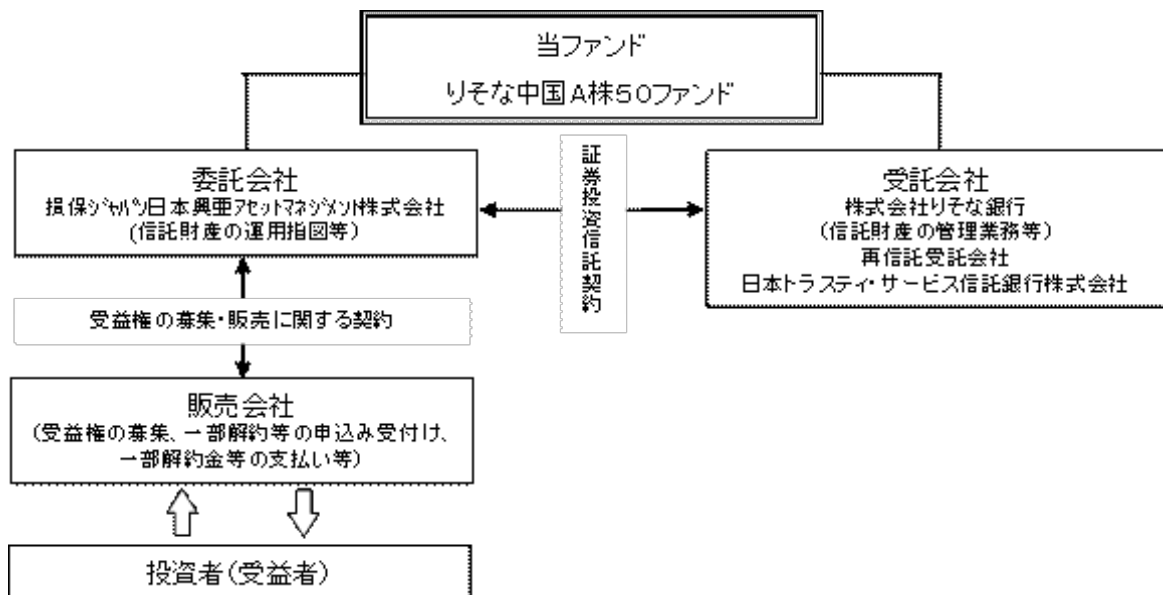 当ファンド
りそな中国A株50ファンド
委託会社
損保ジャパン日本興亜アセットマネジメント株式会社
(信託財産の運用指図等)
証券投資信託契約
受託会社
株式会社りそな銀行
(信託財産の管理業務等)
再信託受託会社
日本トラスティ・サービス信託銀行株式会社
受益権の募集・販売に関する契約
販売会社
(受益権の募集、一部解約等の申込み受付け、
一部解約金等の支払い等)
投資者(受益者)